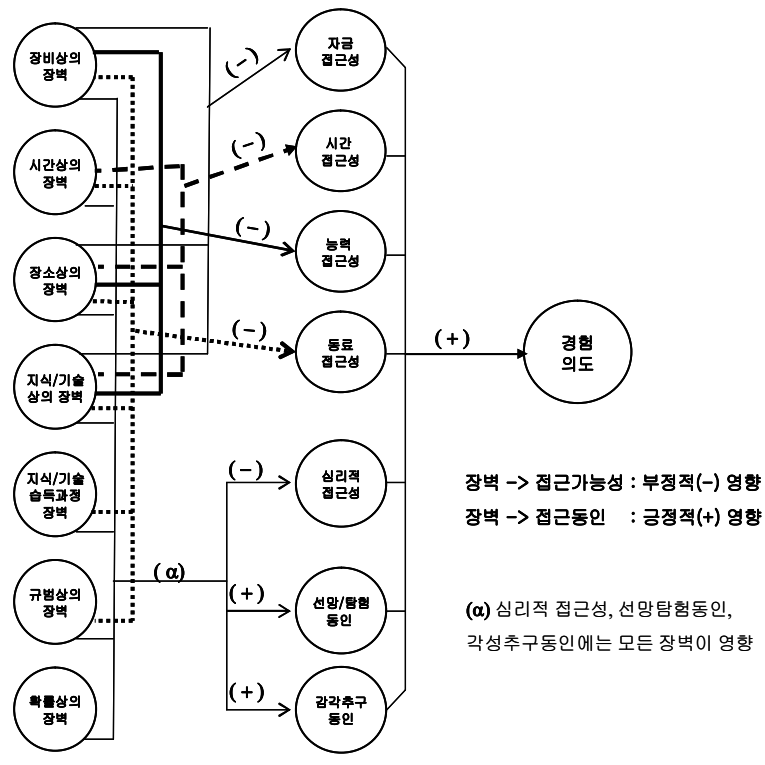 장비상의
장벽
시간상의
장벽
장소상의
장벽
지식/기술
상의 장벽
지식/기술
습득과정
장벽
규범상의
장벽
확률상의
장벽
(-)
(-)
(-)
(-)
(α)
(-)
(+)
(+)
자금
접근성
시간
접근성
능력
접근성
동료
접근성
심리적
접근성
선망/탐험
동인
감각추구
동인
(+)
경험
의도
장벽 -> 접근가능성 : 부정적(-) 영향
장벽 -> 접근동인 : 긍정적(+) 영향
(α) 심리적 접근성, 선망탐험동인,
각성추구동인에는 모든 장벽이 영향